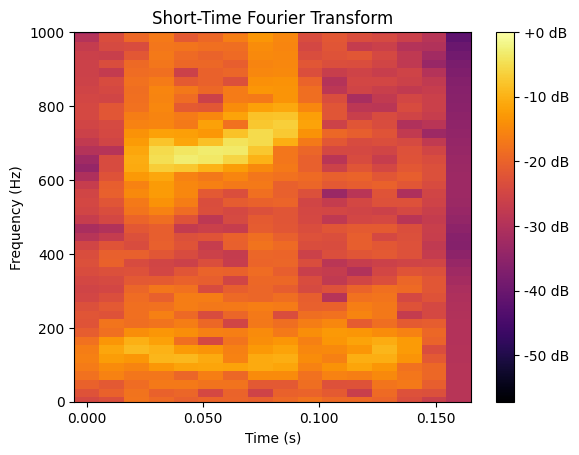 Short-Time Fourier Transform
1000
800
600
400
200
0
Frequency (Hz)
0.000
0.050
0.100
0.150
Time (s)
+0 dB
-10 dB
-20 dB
-30 dB
-40 dB
-50 dB